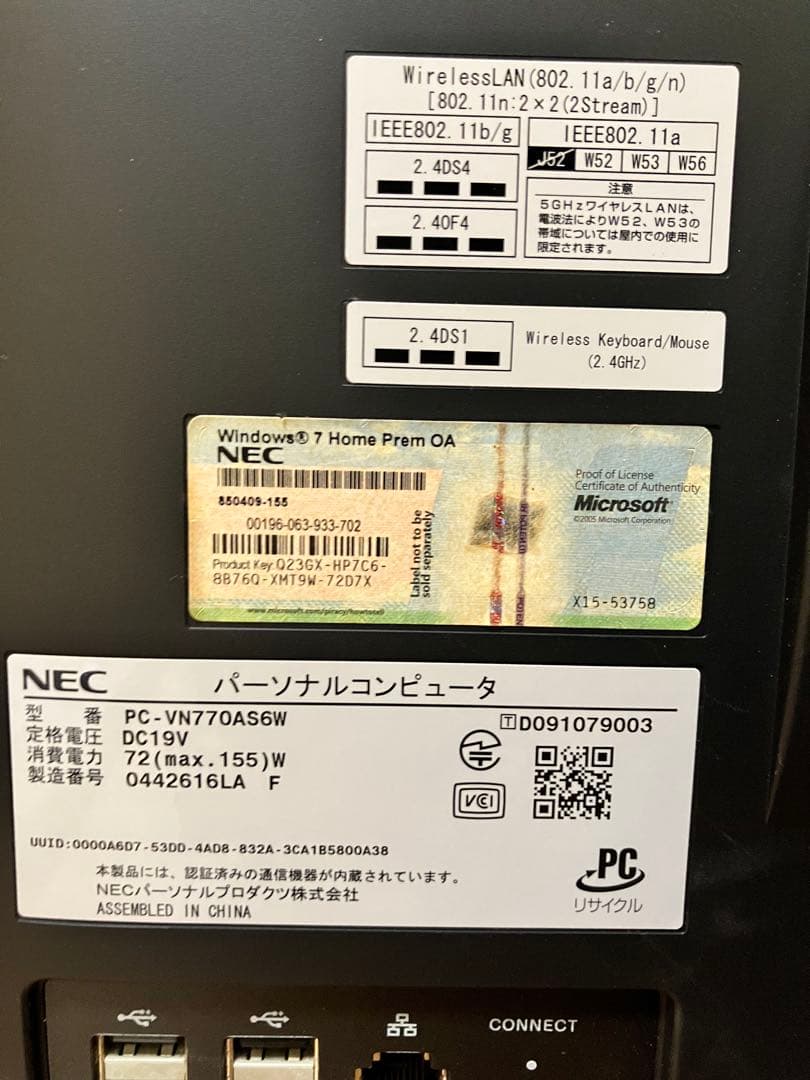 WirelessLAN(802.11a/b/g/n)
[802.11n:2×2(2Stream)]
IEEE802.11b/g
2.4DS4
2.4OF4
IEEE802.11a
J52 W52 W53 W56
注意
5GHzワイヤレスLANは、
電波法によりW52、W53の
帯域については屋内での使用に
限定されます。
2.4DS1
Wireless Keyboard/Mouse
(2.4GHz)
Windows® 7 Home Prem OA
NEC
850409-155
00196-063-933-702
Product Key: Q23GX-HP7C6-
8B76Q-XMT9W-72D7X
www.microsoft.com/piracy/howtotell
Label not to be
sold separately
Proof of License
Certificate of Authenticity
Microsoft®
©2005 Microsoft Corporation
X15-53758
NEC パーソナルコンピュータ
型番 PC-VN770AS6W
定格電圧 DC19V
消費電力 72(max.155)W
製造番号 0442616LA F
T D091079003
VCI
UUID:0000A6D7-53DD-4AD8-832A-3CA1B5800A38
本製品には、認証済みの通信機器が内蔵されています。
NECパーソナルプロダクツ株式会社
ASSEMBLED IN CHINA
PC
リサイクル
CONNECT